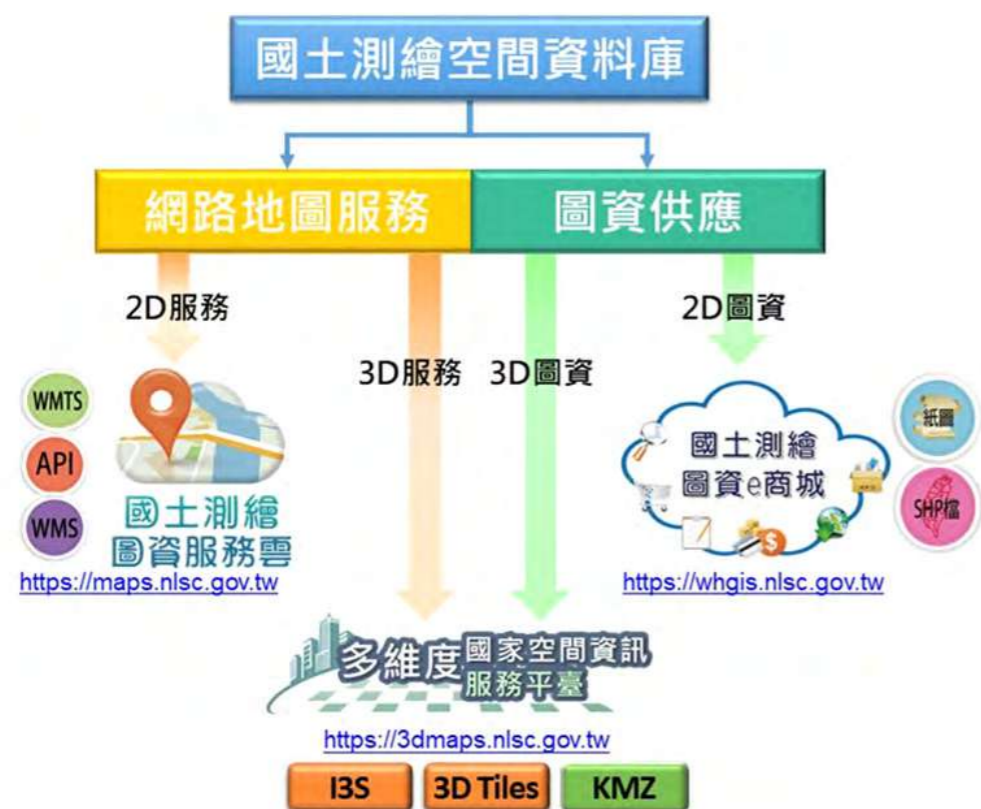 國土測繪空間資料庫
網路地圖服務
圖資供應
2D服務
2D圖資
3D服務
3D圖資
WMTS
API
WMS
國土測繪
圖資服務雲
https://maps.nlsc.gov.tw
國土測繪
圖資e商城
紙圖
SHP檔
https://whgis.nlsc.gov.tw
多維度國家空間資訊
服務平臺
https://3dmaps.nlsc.gov.tw
I3S
3D Tiles
KMZ